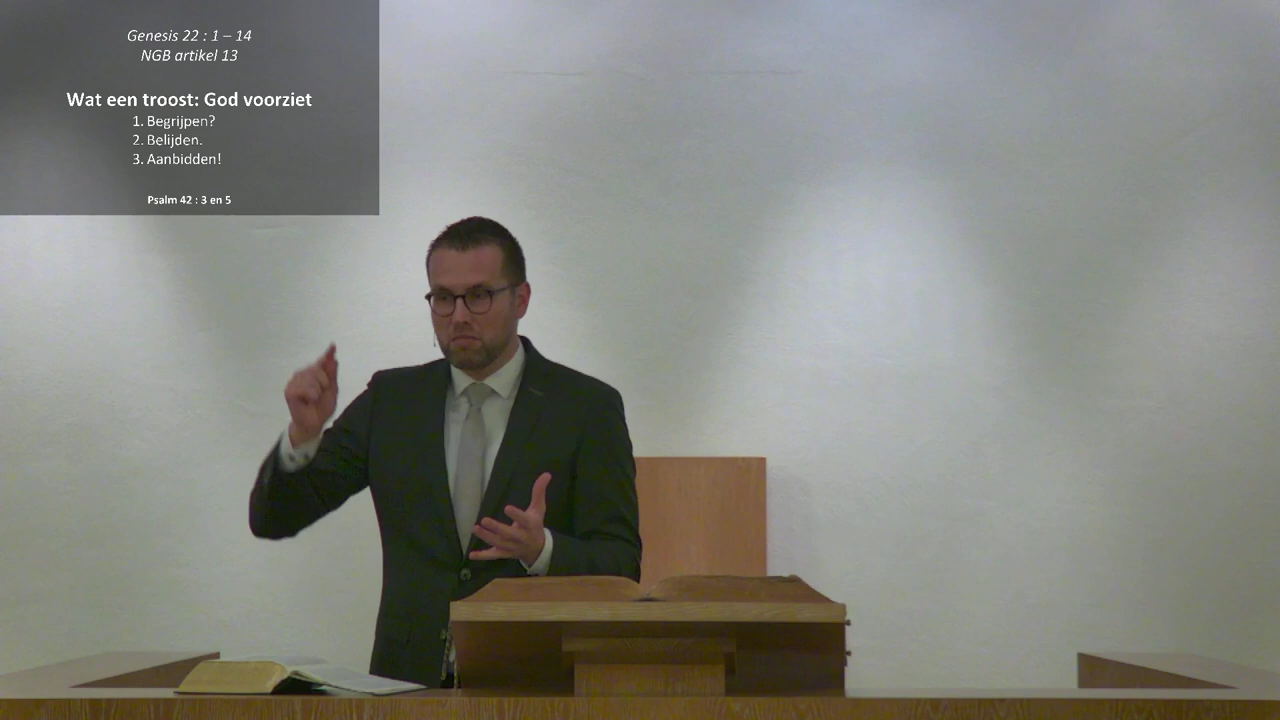 Genesis 22 : 1 – 14
NGB artikel 13
Wat een troost: God voorziet
1. Begrijpen?
2. Belijden.
3. Aanbidden!
Psalm 42 : 3 en 5